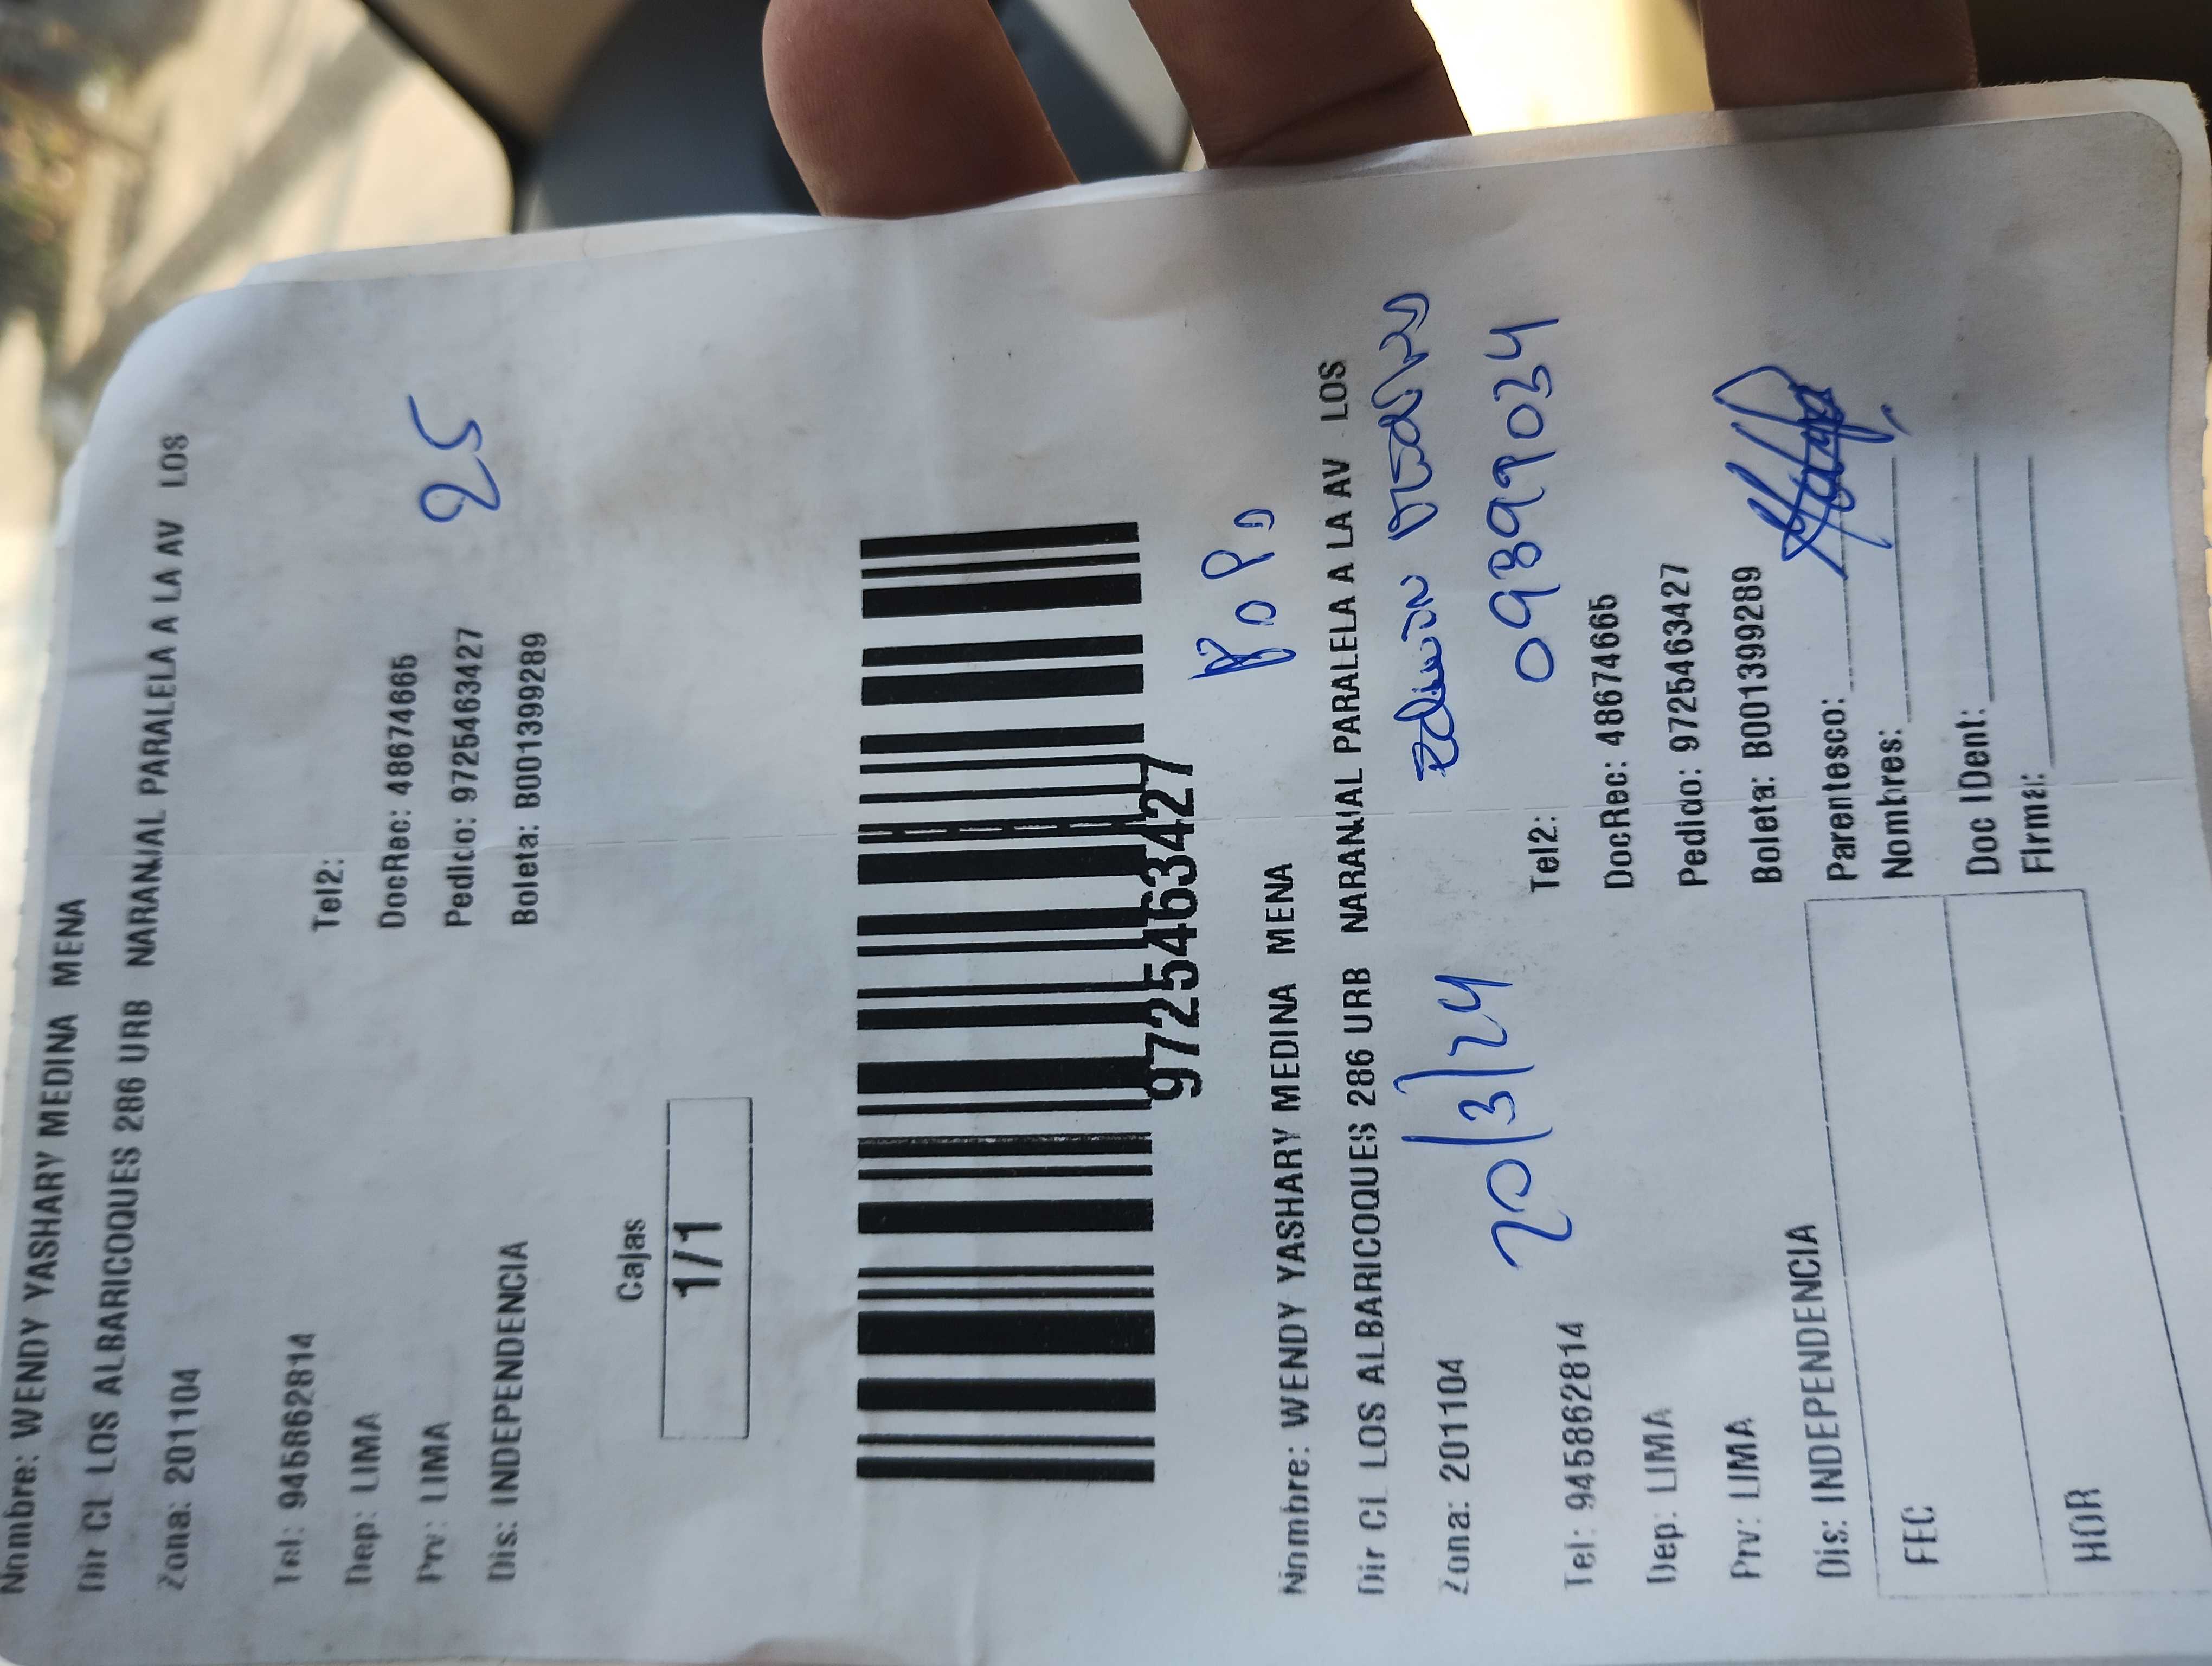 Nombre: WENDY YASHARY MEDINA MENA
Dir CL LOS ALBARICOQUES 286 URB NARANJAL PARALELA A LA AV LOS
Zona: 201104
Tel: 945862814 Tel2:
Dep: LIMA DocRec: 48674665
Prv: LIMA Pedido: 9725463427
25
Dis: INDEPENDENCIA Boleta: B001399289
Cajas
1/1
9725463427
Nombre: WENDY YASHARY MEDINA MENA
Dir CL LOS ALBARICOQUES 286 URB NARANJAL PARALELA A LA AV LOS
Zona: 201104
20/3/24 09899024
Tel: 945862814 Tel2:
Dep: LIMA DocRec: 48674665
Prv: LIMA Pedido: 9725463427
Dis: INDEPENDENCIA Boleta: B001399289
FEC Parentesco:
Nombres:
Doc IDent:
HOR Firma: